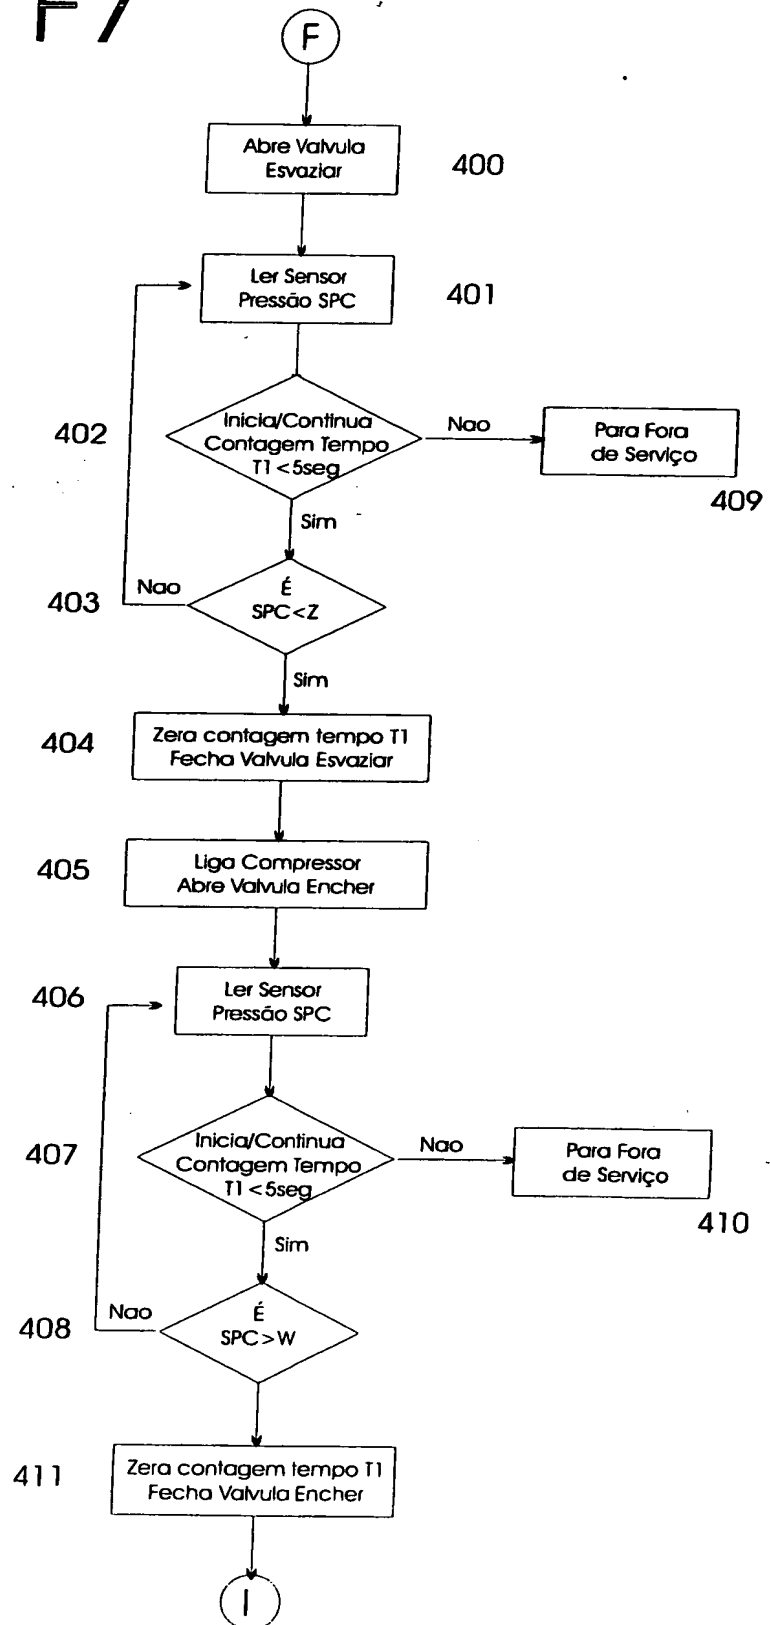 F7
F
Abre Valvula
Esvaziar
400
Ler Sensor
Pressão SPC
401
402
Inicia/Continua
Contagem Tempo
T1<5seg
Nao
Para Fora
de Serviço
409
Sim
403
Nao
É
SPC<Z
Sim
404
Zera contagem tempo T1
Fecha Valvula Esvaziar
405
Liga Compressor
Abre Valvula Encher
406
Ler Sensor
Pressão SPC
407
Inicia/Continua
Contagem Tempo
T1<5seg
Nao
Para Fora
de Serviço
410
Sim
408
Nao
É
SPC>W
411
Zera contagem tempo T1
Fecha Valvula Encher
I